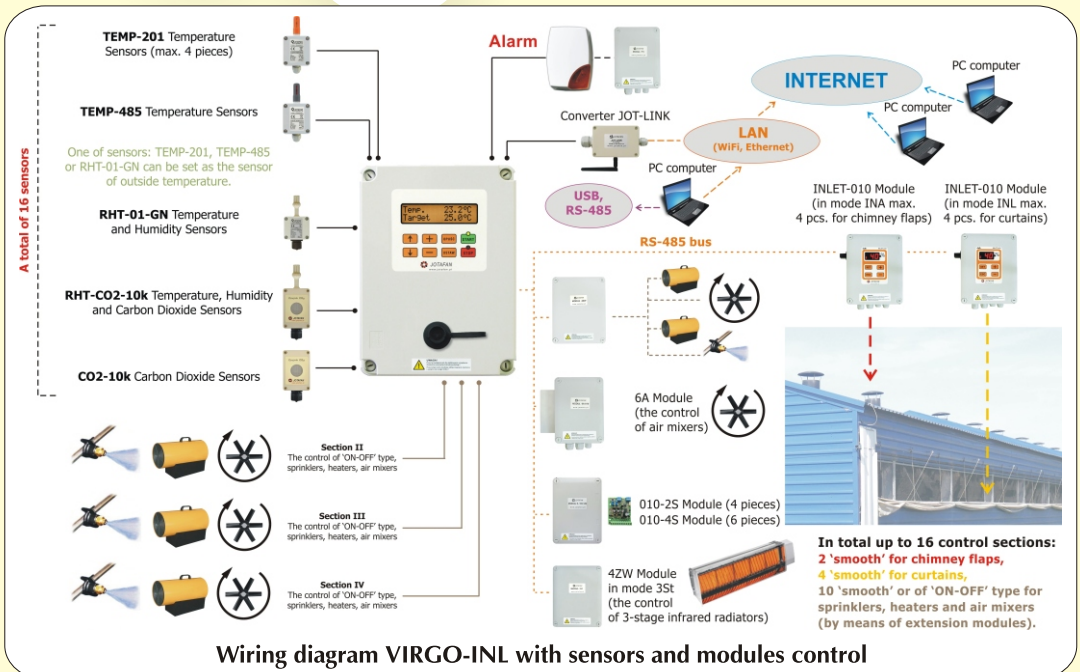 TEMP-201 Temperature
Sensors (max. 4 pieces)
TEMP-485 Temperature Sensors
One of sensors: TEMP-201, TEMP-485
or RHT-01-GN can be set as the sensor
of outside temperature.
A total of 16 sensors
RHT-01-GN Temperature
and Humidity Sensors
RHT-CO2-10k Temperature, Humidity
and Carbon Dioxide Sensors
CO2-10k Carbon Dioxide Sensors
Temp. 23.2°C
Target 25.0°C
START
STOP
JOTAFAN
Alarm
Converter JOT-LINK
INTERNET
PC computer
PC computer
LAN
(WiFi, Ethernet)
PC computer
USB,
RS-485
RS-485 bus
INLET-010 Module
(in mode INA max.
4 pcs. for chimney flaps)
INLET-010 Module
(in mode INL max.
4 pcs. for curtains)
6A Module
(the control
of air mixers)
010-2S Module (4 pieces)
010-4S Module (6 pieces)
4ZW Module
in mode 3St
(the control
of 3-stage infrared radiators)
Section II
The control of 'ON-OFF' type,
sprinklers, heaters, air mixers
Section III
The control of 'ON-OFF' type,
sprinklers, heaters, air mixers
Section IV
The control of 'ON-OFF' type,
sprinklers, heaters, air mixers
In total up to 16 control sections:
2 'smooth' for chimney flaps,
4 'smooth' for curtains,
10 'smooth' or of 'ON-OFF' type for
sprinklers, heaters and air mixers
(by means of extension modules).
Wiring diagram VIRGO-INL with sensors and modules control